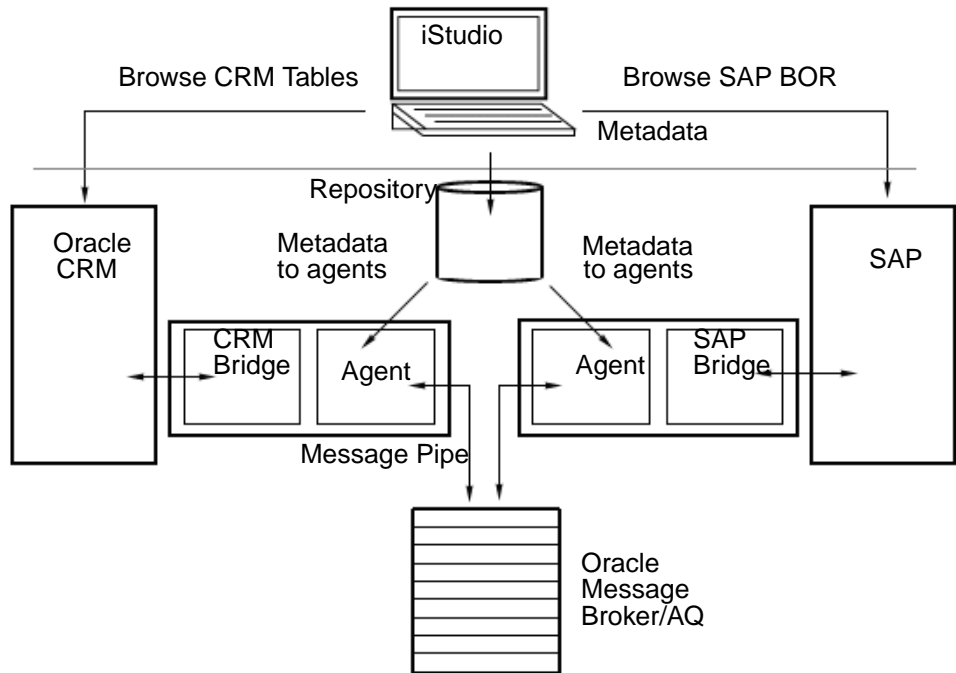 iStudio
Browse CRM Tables
Browse SAP BOR
Metadata
Repository
Oracle
CRM
Metadata
to agents
Metadata
to agents
SAP
CRM
Bridge
Agent
Agent
SAP
Bridge
Message Pipe
Oracle
Message
Broker/AQ